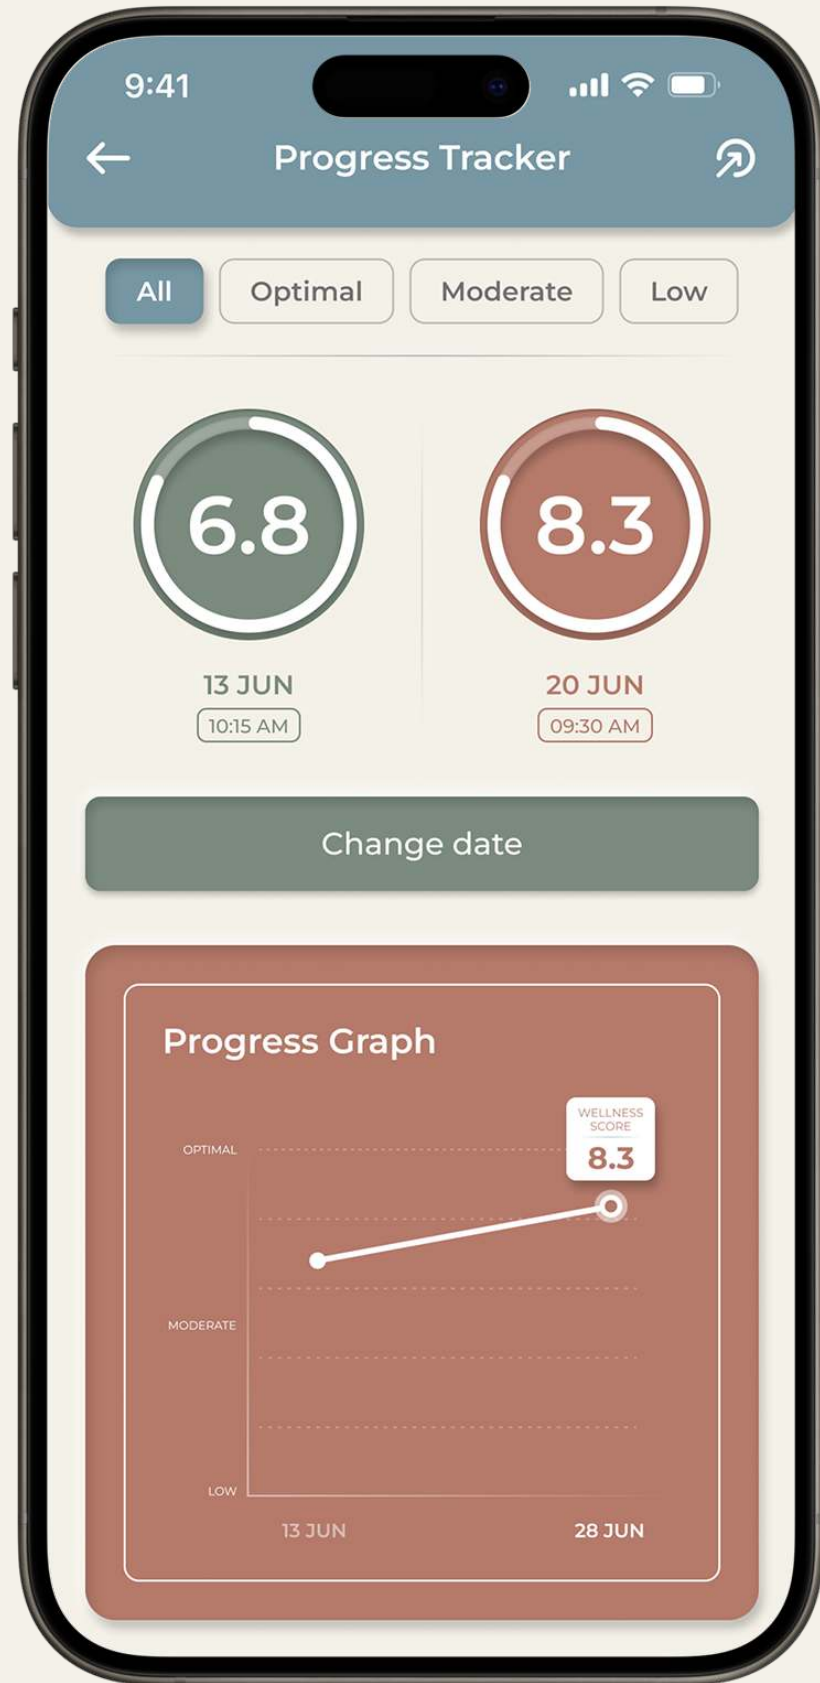 9:41
Progress Tracker
All Optimal Moderate Low
6.8 8.3
13 JUN 20 JUN
10:15 AM 09:30 AM
Change date
Progress Graph
WELLNESS
SCORE
OPTIMAL
8.3
MODERATE
LOW
13 JUN 28 JUN